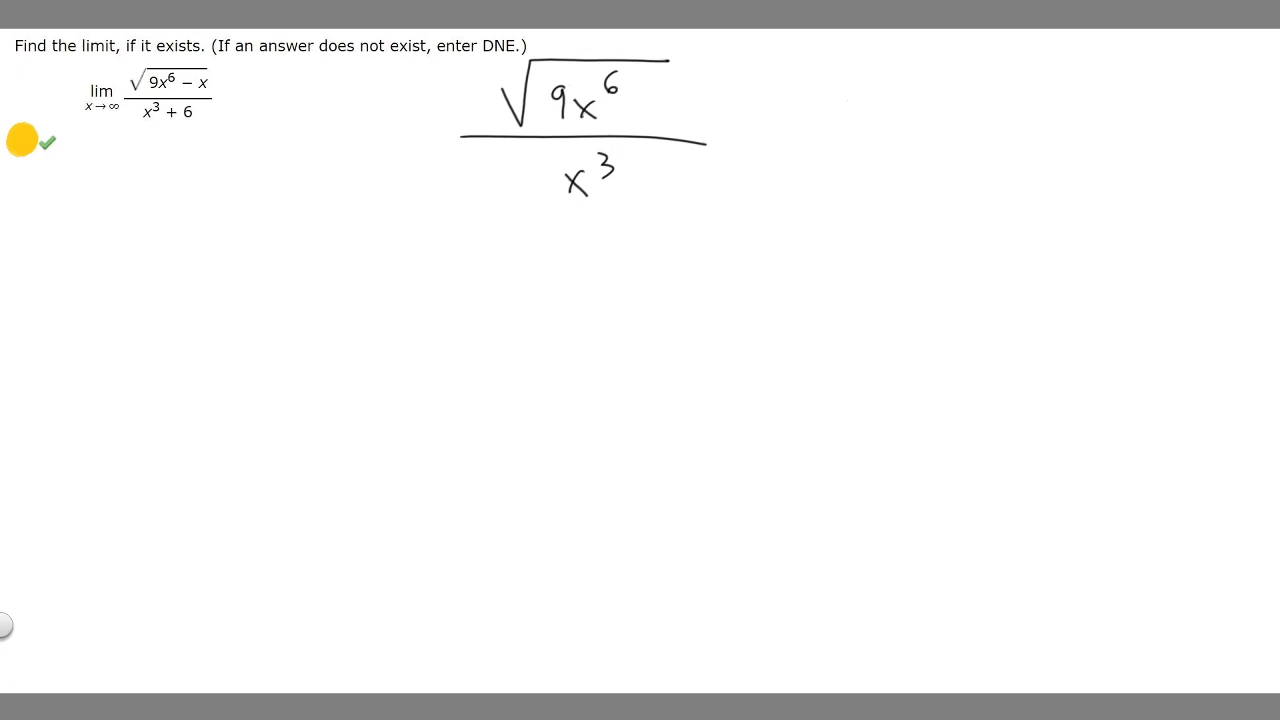 Find the limit, if it exists. (If an answer does not exist, enter DNE.)
lim x→∞ √(9x⁶ − x) / (x³ + 6)
√(9x⁶)
x³